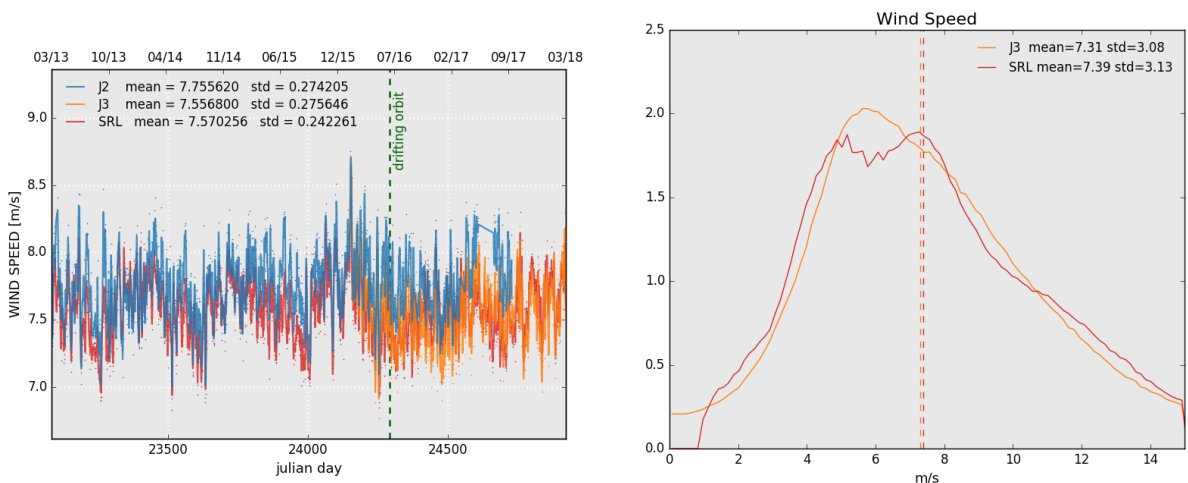 03/13 10/13 04/14 11/14 06/15 12/15 07/16 02/17 09/17 03/18
J2 mean = 7.755620 std = 0.274205
J3 mean = 7.556800 std = 0.275646
SRL mean = 7.570256 std = 0.242261
drifting orbit
WIND SPEED [m/s]
9.0
8.5
8.0
7.5
7.0
23500 24000 24500
julian day
Wind Speed
J3 mean=7.31 std=3.08
SRL mean=7.39 std=3.13
2.5
2.0
1.5
1.0
0.5
0.0
0 2 4 6 8 10 12 14
m/s